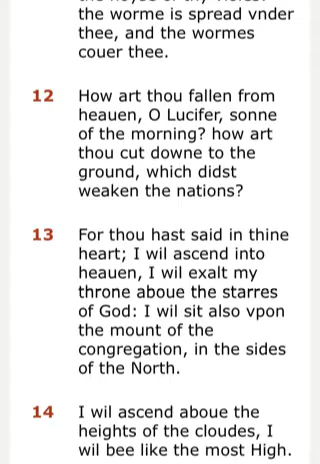 the worme is spread vnder
thee, and the wormes
couer thee.
12 How art thou fallen from
heauen, O Lucifer, sonne
of the morning? how art
thou cut downe to the
ground, which didst
weaken the nations?
13 For thou hast said in thine
heart; I wil ascend into
heauen, I wil exalt my
throne aboue the starres
of God: I wil sit also vpon
the mount of the
congregation, in the sides
of the North.
14 I wil ascend aboue the
heights of the cloudes, I
wil bee like the most High.